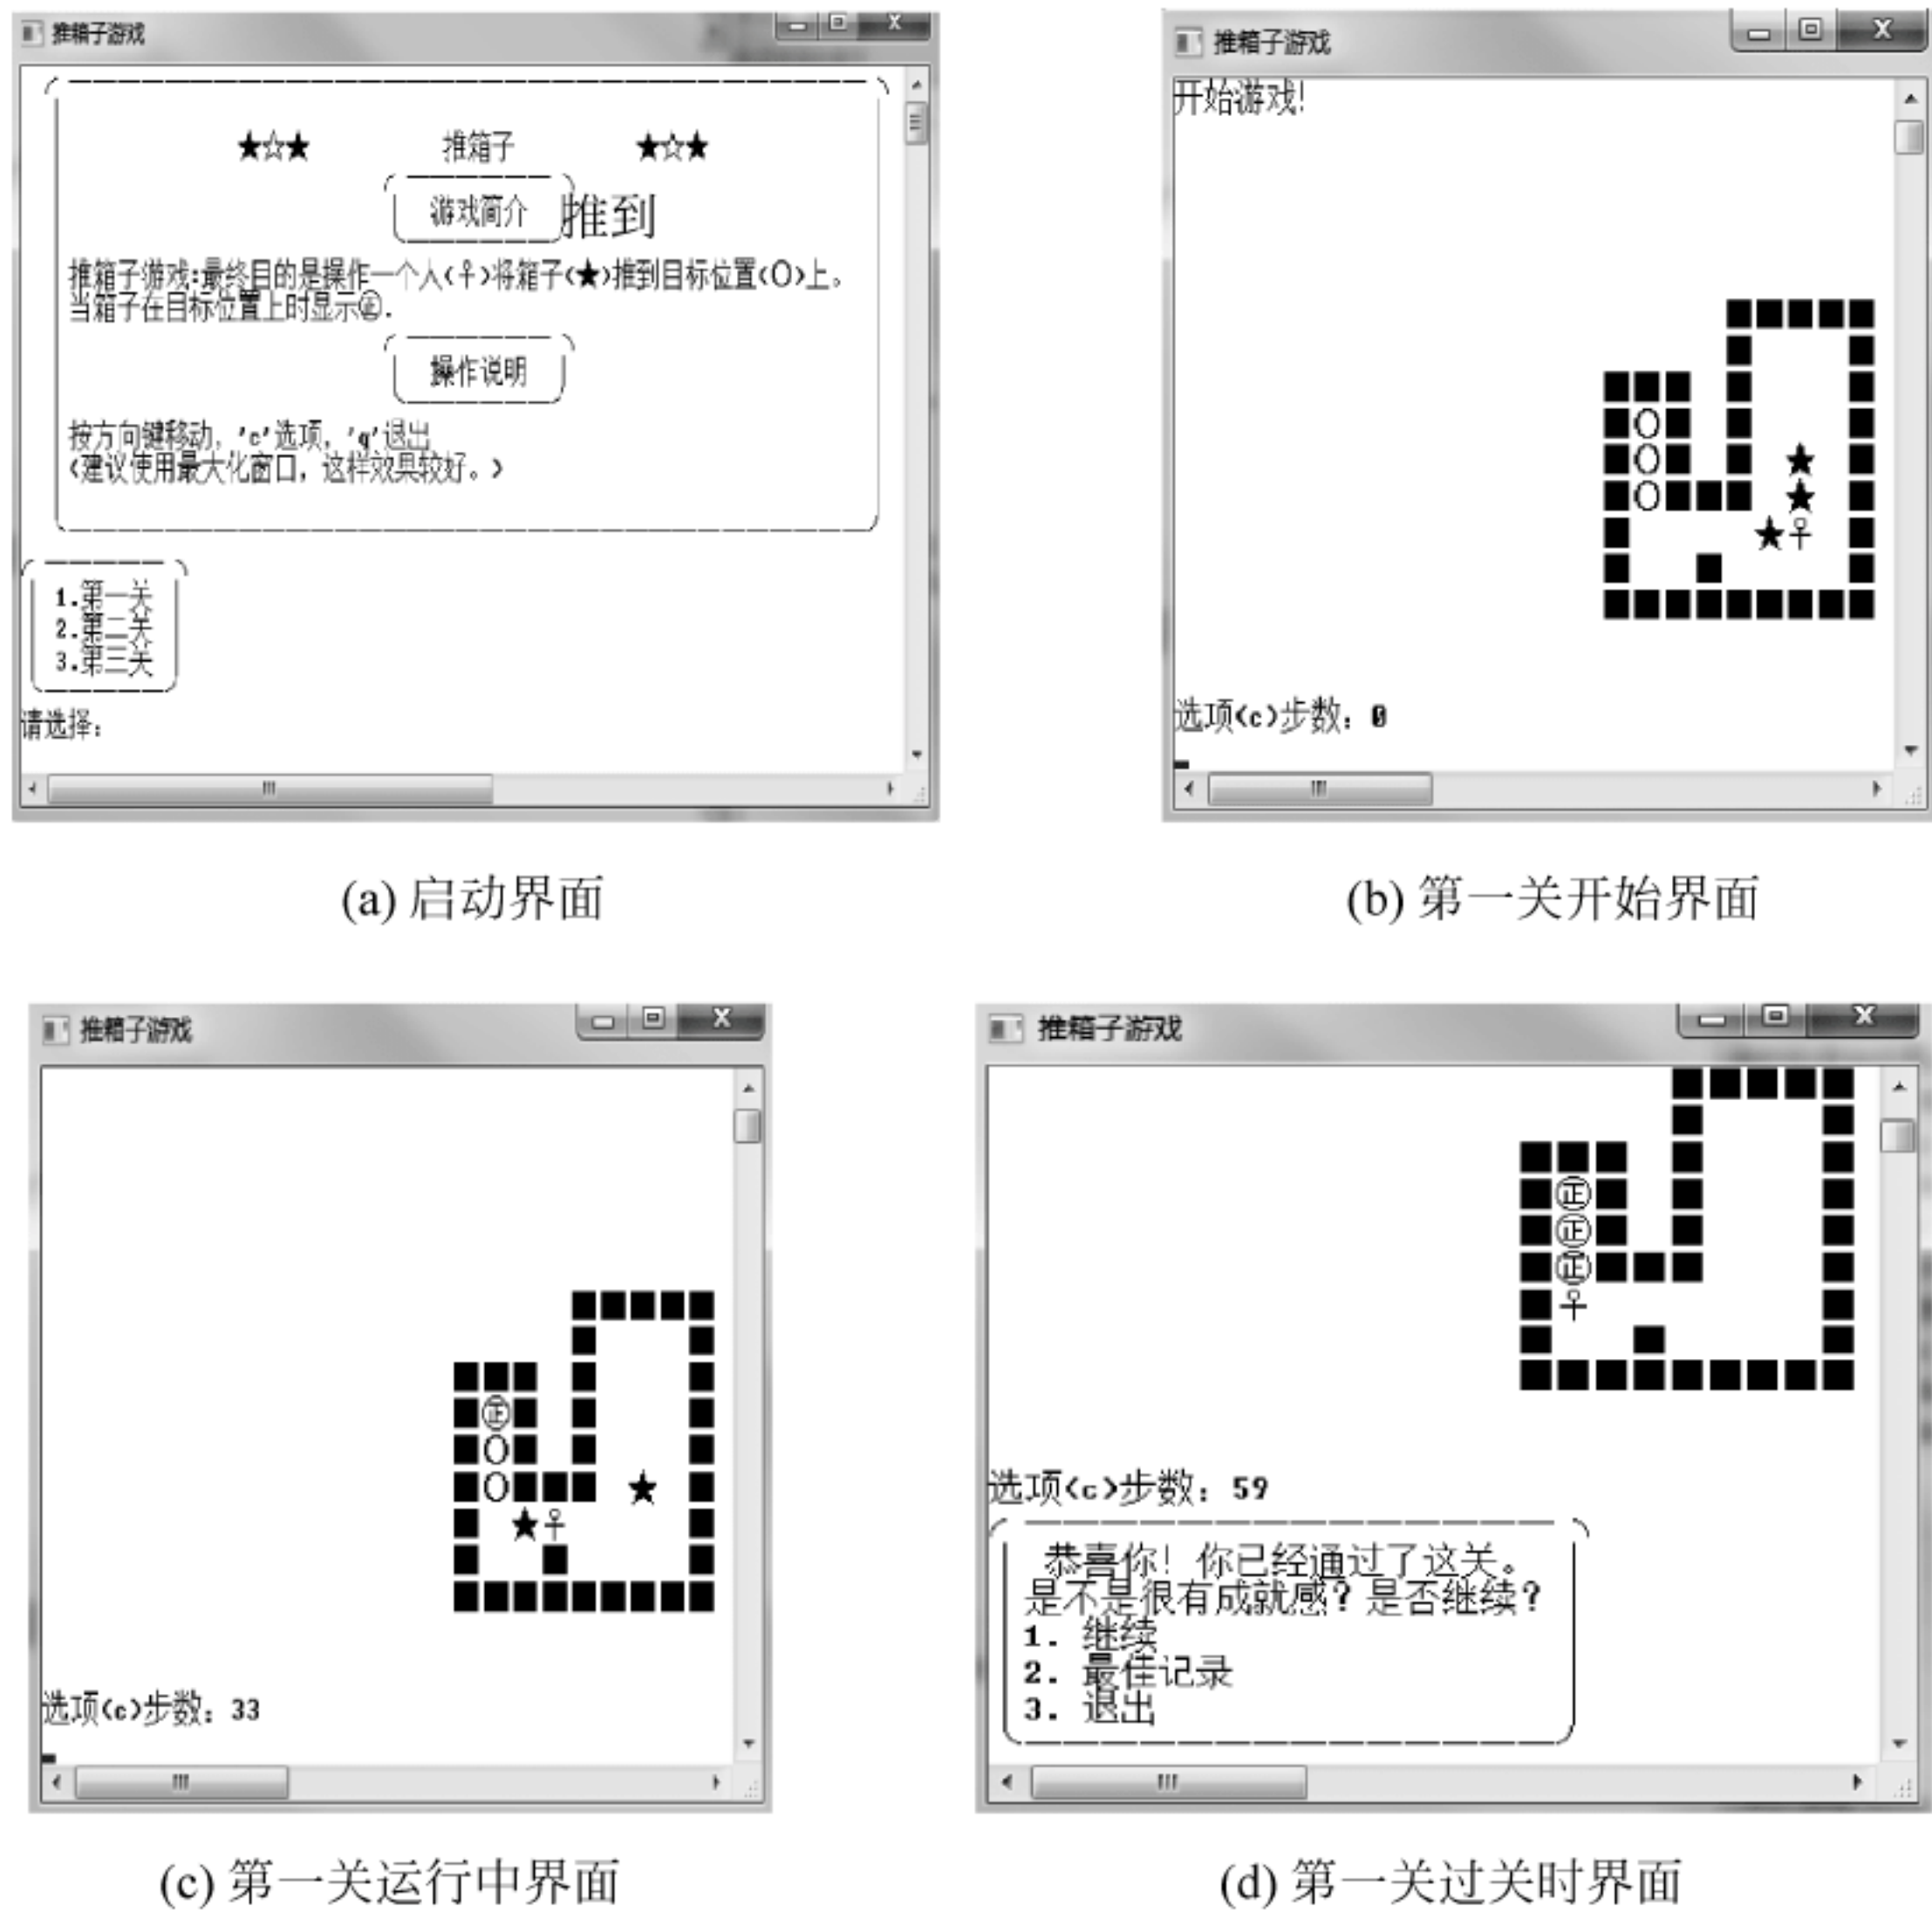 推箱子游戏
★☆★ 推箱子 ★☆★
游戏简介 推到
推箱子游戏:最终目的是操作一个人(♀)将箱子(★)推到目标位置(○)上。
当箱子在目标位置上时显示㊣.
操作说明
按方向键移动, 'c'选项, 'q'退出
(建议使用最大化窗口, 这样效果较好。)
1.第一关
2.第二关
3.第三关
请选择:
(a) 启动界面
推箱子游戏
开始游戏!
选项(c)步数: 0
(b) 第一关开始界面
推箱子游戏
㊣
选项(c)步数: 33
(c) 第一关运行中界面
推箱子游戏
㊣
㊣
㊣
选项(c)步数: 59
恭喜你! 你已经通过了这关。
是不是很有成就感? 是否继续?
1. 继续
2. 最佳记录
3. 退出
(d) 第一关过关时界面